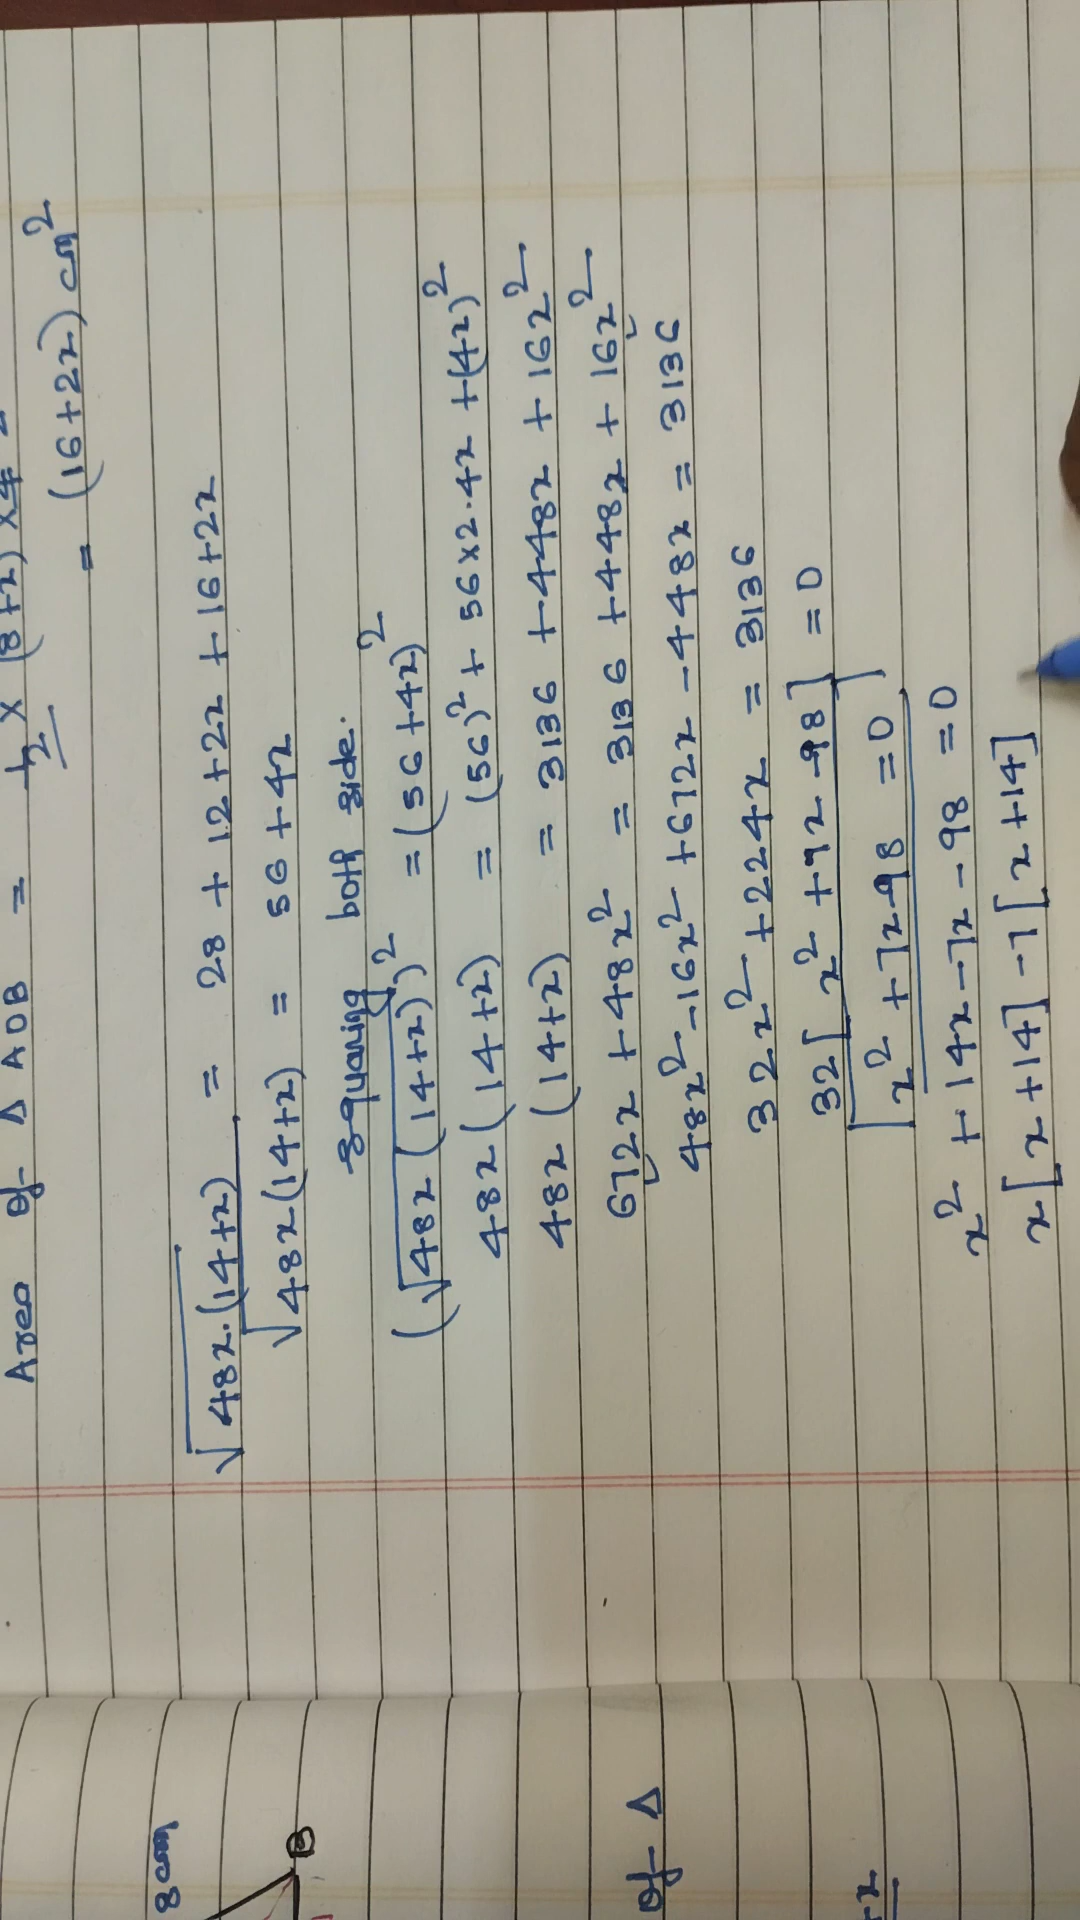 Area of Δ AOB = 1/2 × (8+x) × 4
= (16+2x) cm²
√48x.(14+x) = 28 + 12+2x + 16+2x
√48x(14+x) = 56 + 4x
squaring both side.
(√48x(14+x))² = (56+4x)²
48x(14+x) = (56)² + 56×2.4x +(4x)²
48x(14+x) = 3136 + 448x + 16x²
672x + 48x² = 3136 + 448x + 16x²
48x² - 16x² + 672x - 448x = 3136
32x² + 224x = 3136
32[x² + 7x - 98] = 0
[x² + 7x - 98 = 0]
x² + 14x - 7x - 98 = 0
x[x+14] -7[x+14]
8cm
B
of Δ